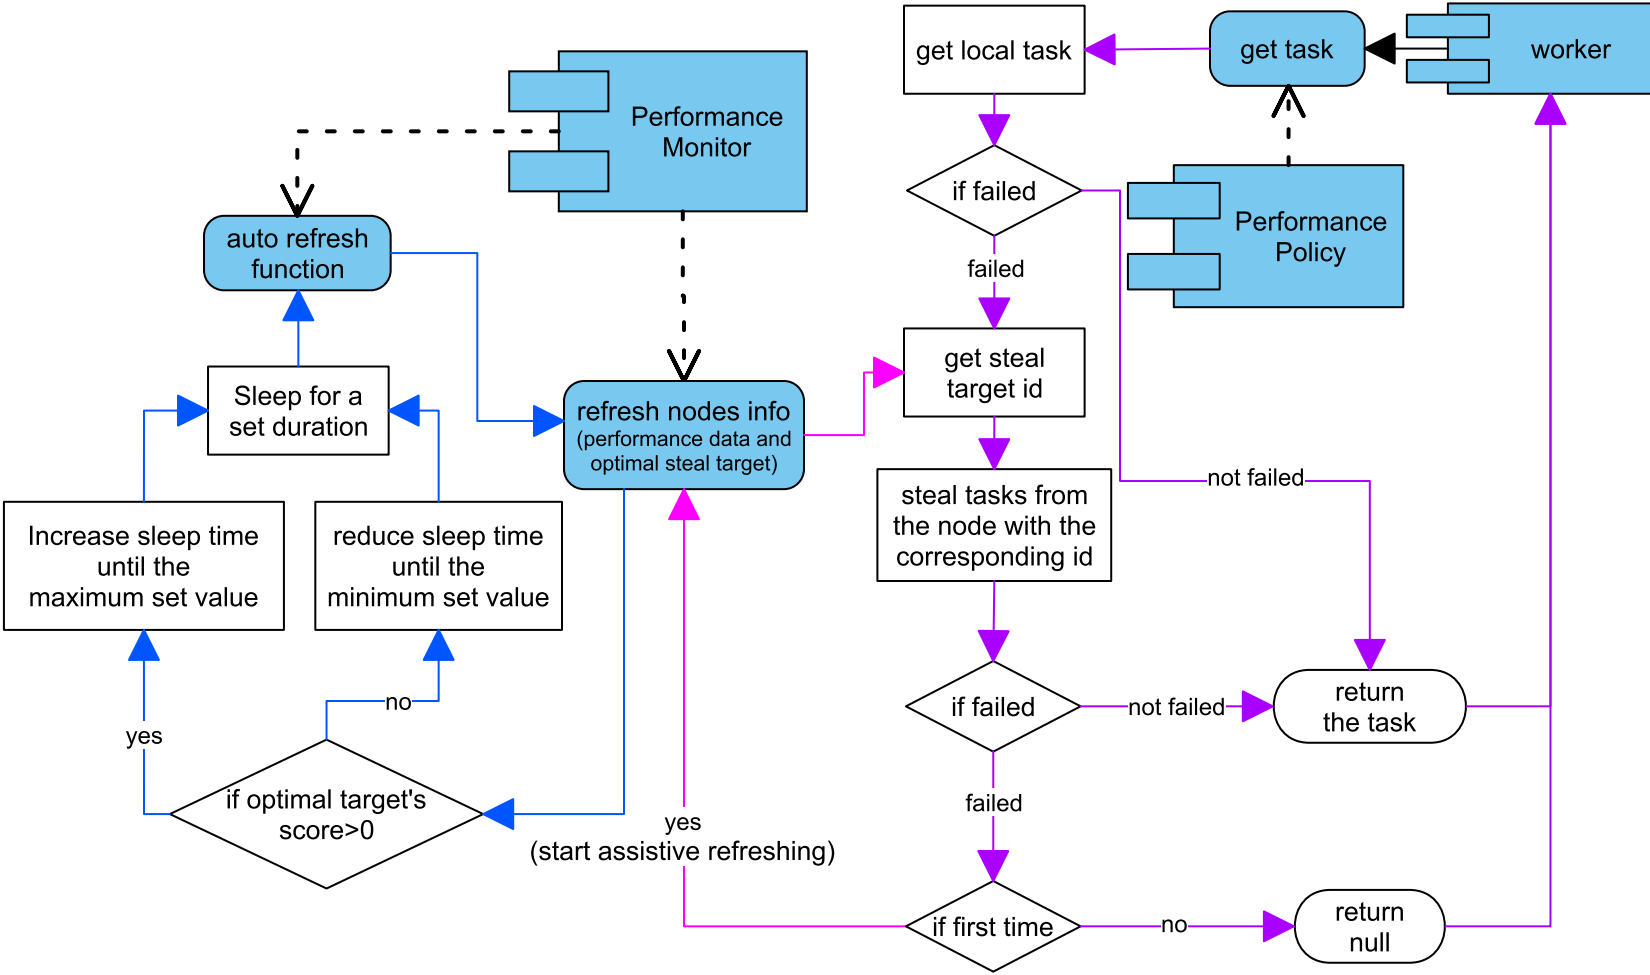 get local task
get task
worker
Performance
Monitor
if failed
Performance
Policy
auto refresh
function
failed
get steal
target id
Sleep for a
set duration
refresh nodes info
(performance data and
optimal steal target)
not failed
steal tasks from
the node with the
corresponding id
Increase sleep time
until the
maximum set value
reduce sleep time
until the
minimum set value
no
yes
if failed
not failed
return
the task
if optimal target's
score>0
failed
yes
(start assistive refreshing)
if first time
no
return
null